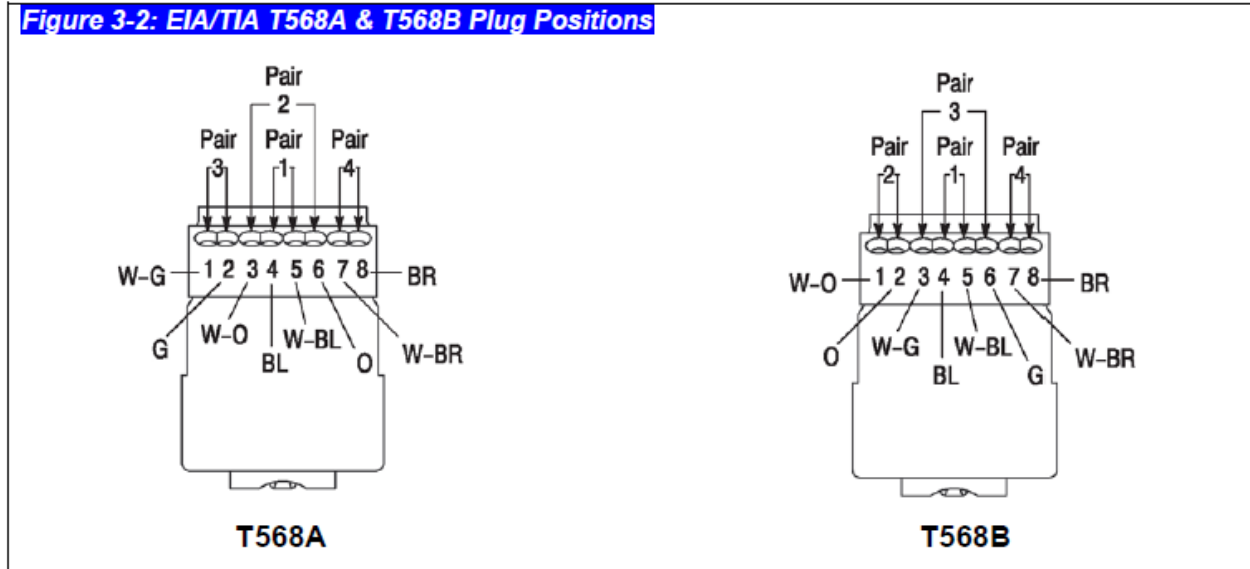 Figure 3-2: EIA/TIA T568A & T568B Plug Positions
Pair
2
Pair
3
Pair
1
Pair
4
W-G
1 2 3 4 5 6 7 8
BR
G
W-O
BL
W-BL
O
W-BR
T568A
Pair
3
Pair
2
Pair
1
Pair
4
W-O
1 2 3 4 5 6 7 8
BR
O
W-G
BL
W-BL
G
W-BR
T568B